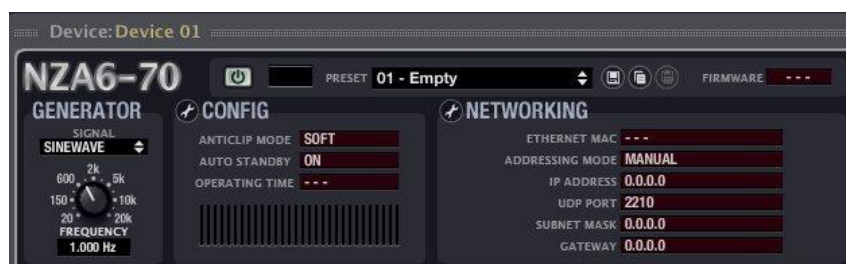 Device: Device 01
NZA6-70
PRESET 01 - Empty
FIRMWARE ---
GENERATOR
SIGNAL
SINEWAVE
600 2k 5k
150 10k
20 20k
FREQUENCY
1.000 Hz
CONFIG
ANTICLIP MODE SOFT
AUTO STANDBY ON
OPERATING TIME ---
NETWORKING
ETHERNET MAC ---
ADDRESSING MODE MANUAL
IP ADDRESS 0.0.0.0
UDP PORT 2210
SUBNET MASK 0.0.0.0
GATEWAY 0.0.0.0